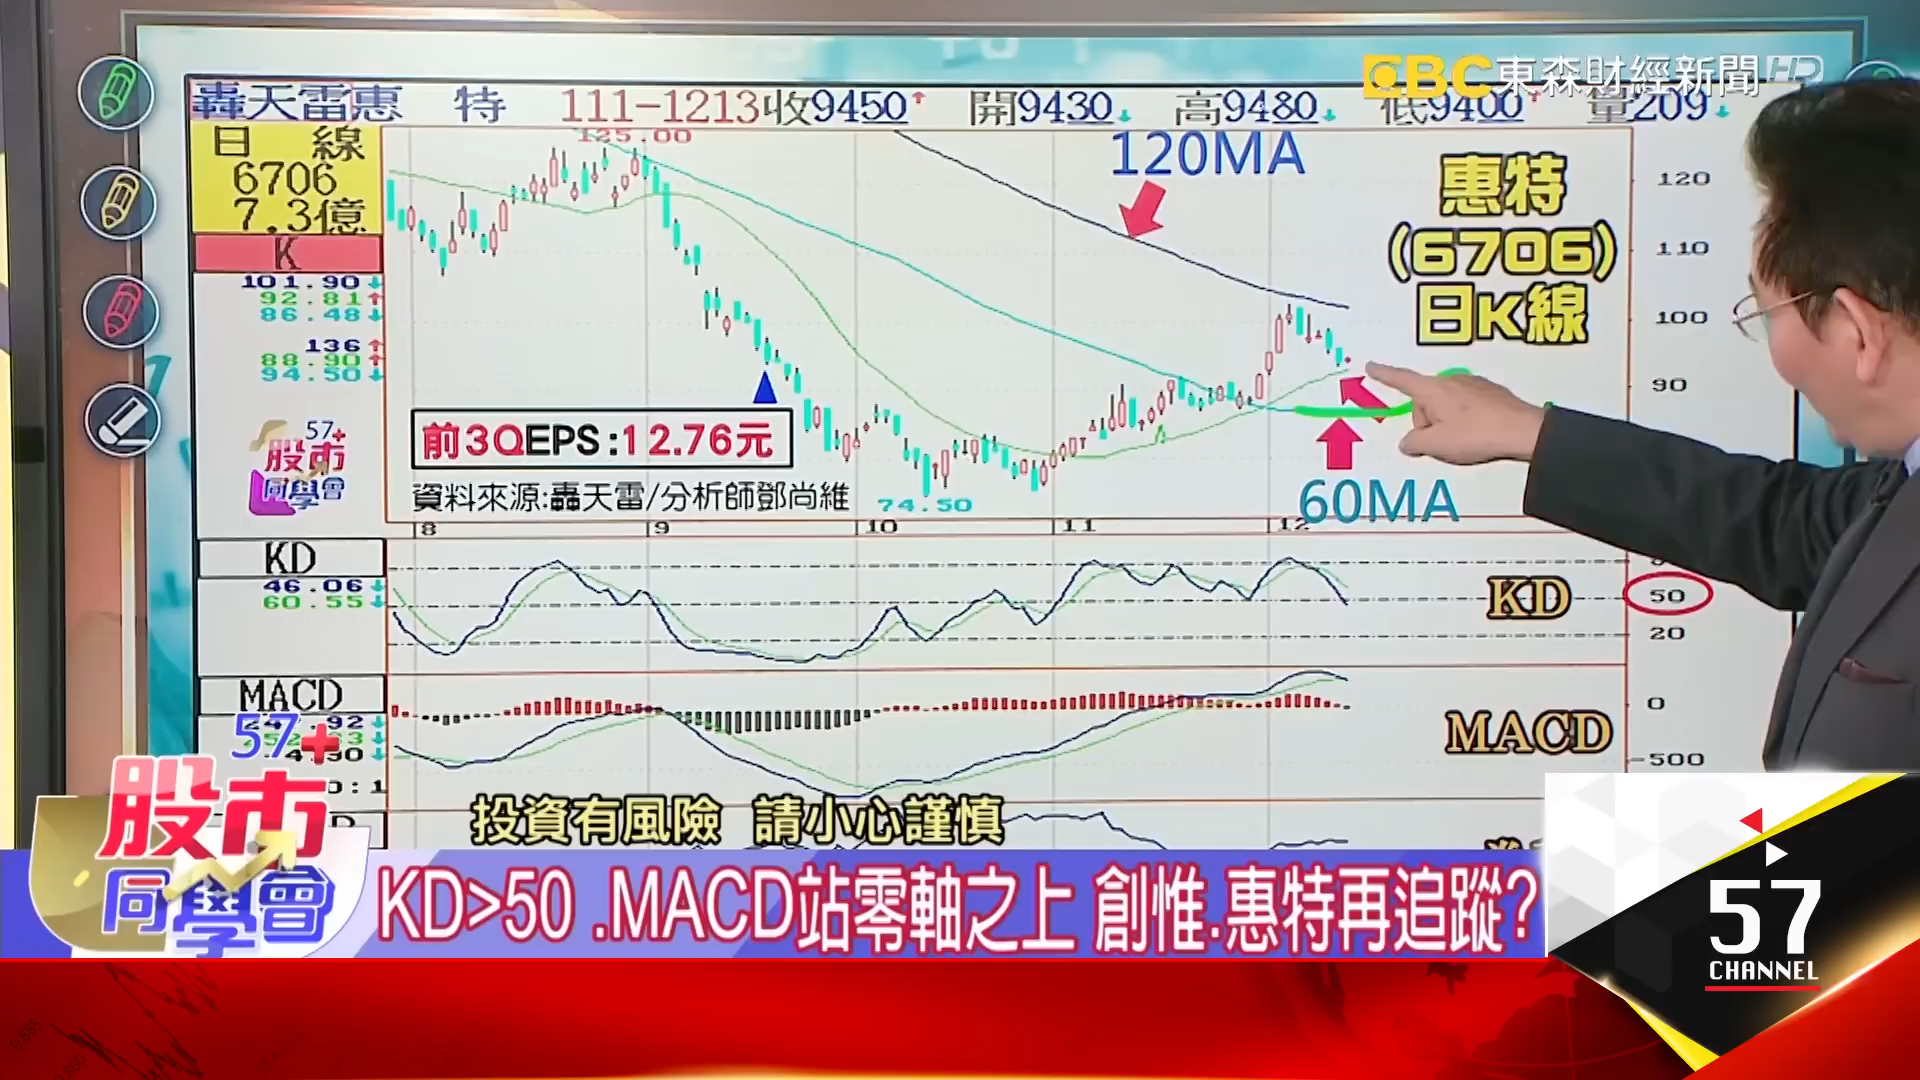 EBC東森財經新聞
轟天雷惠 特 111-1213收9450↑ 開9430↓ 高9480↓ 低9400↑ 量209↓
日 線
6706
7.3億
K
101.90↓
92.81↑
86.48↓
136↑
88.90↑
94.50↓
57+
股市
同學會
125.00
120MA
惠特
(6706)
日K線
120
110
100
90
前3QEPS:12.76元
資料來源:轟天雷/分析師鄧尚維
74.50
60MA
8 9 10 11 12
KD
46.06↓
60.55↓
KD
50
20
MACD
MACD
0
-500
57+
股市
同學會
投資有風險 請小心謹慎
KD>50 .MACD站零軸之上 創惟.惠特再追蹤?
57
CHANNEL